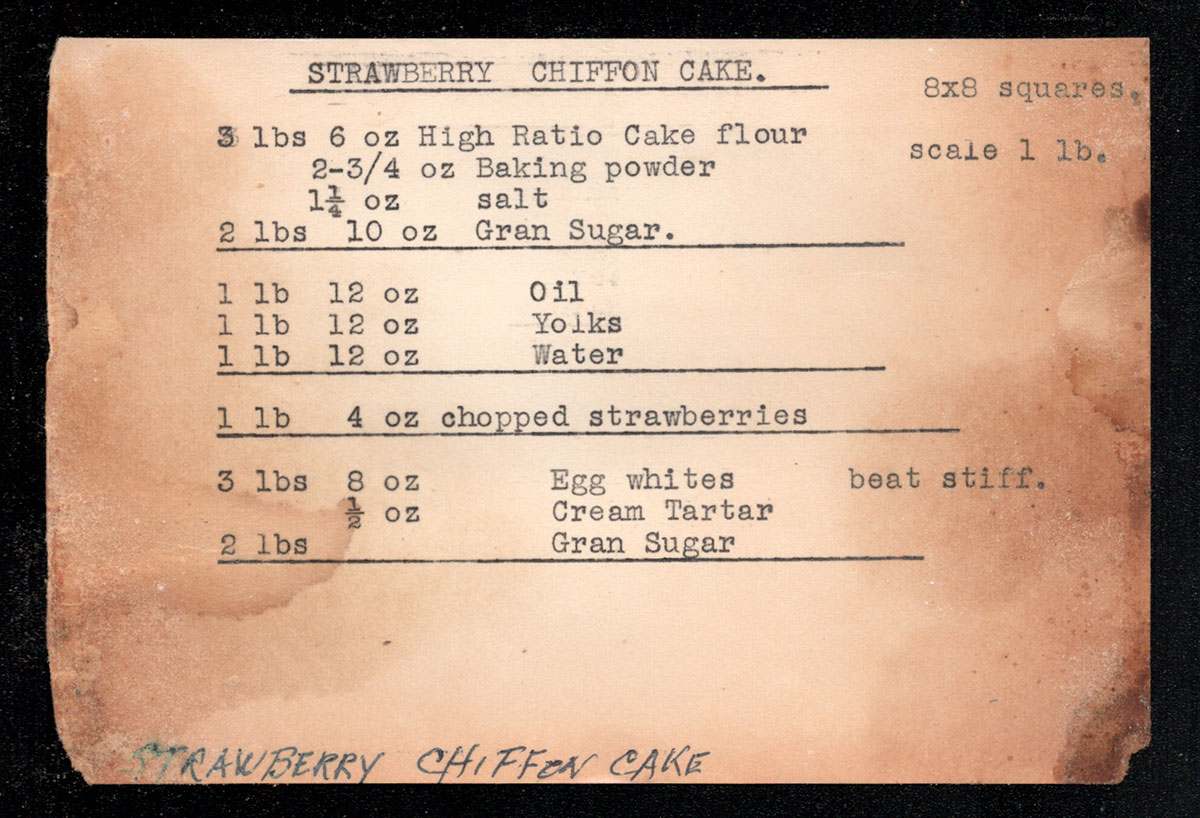 STRAWBERRY CHIFFON CAKE.
8x8 squares.
3 lbs 6 oz High Ratio Cake flour
scale 1 lb.
2-3/4 oz Baking powder
1¼ oz salt
2 lbs 10 oz Gran Sugar.
1 lb 12 oz Oil
1 lb 12 oz Yolks
1 lb 12 oz Water
1 lb 4 oz chopped strawberries
3 lbs 8 oz Egg whites beat stiff.
½ oz Cream Tartar
2 lbs Gran Sugar
STRAWBERRY CHIFFON CAKE